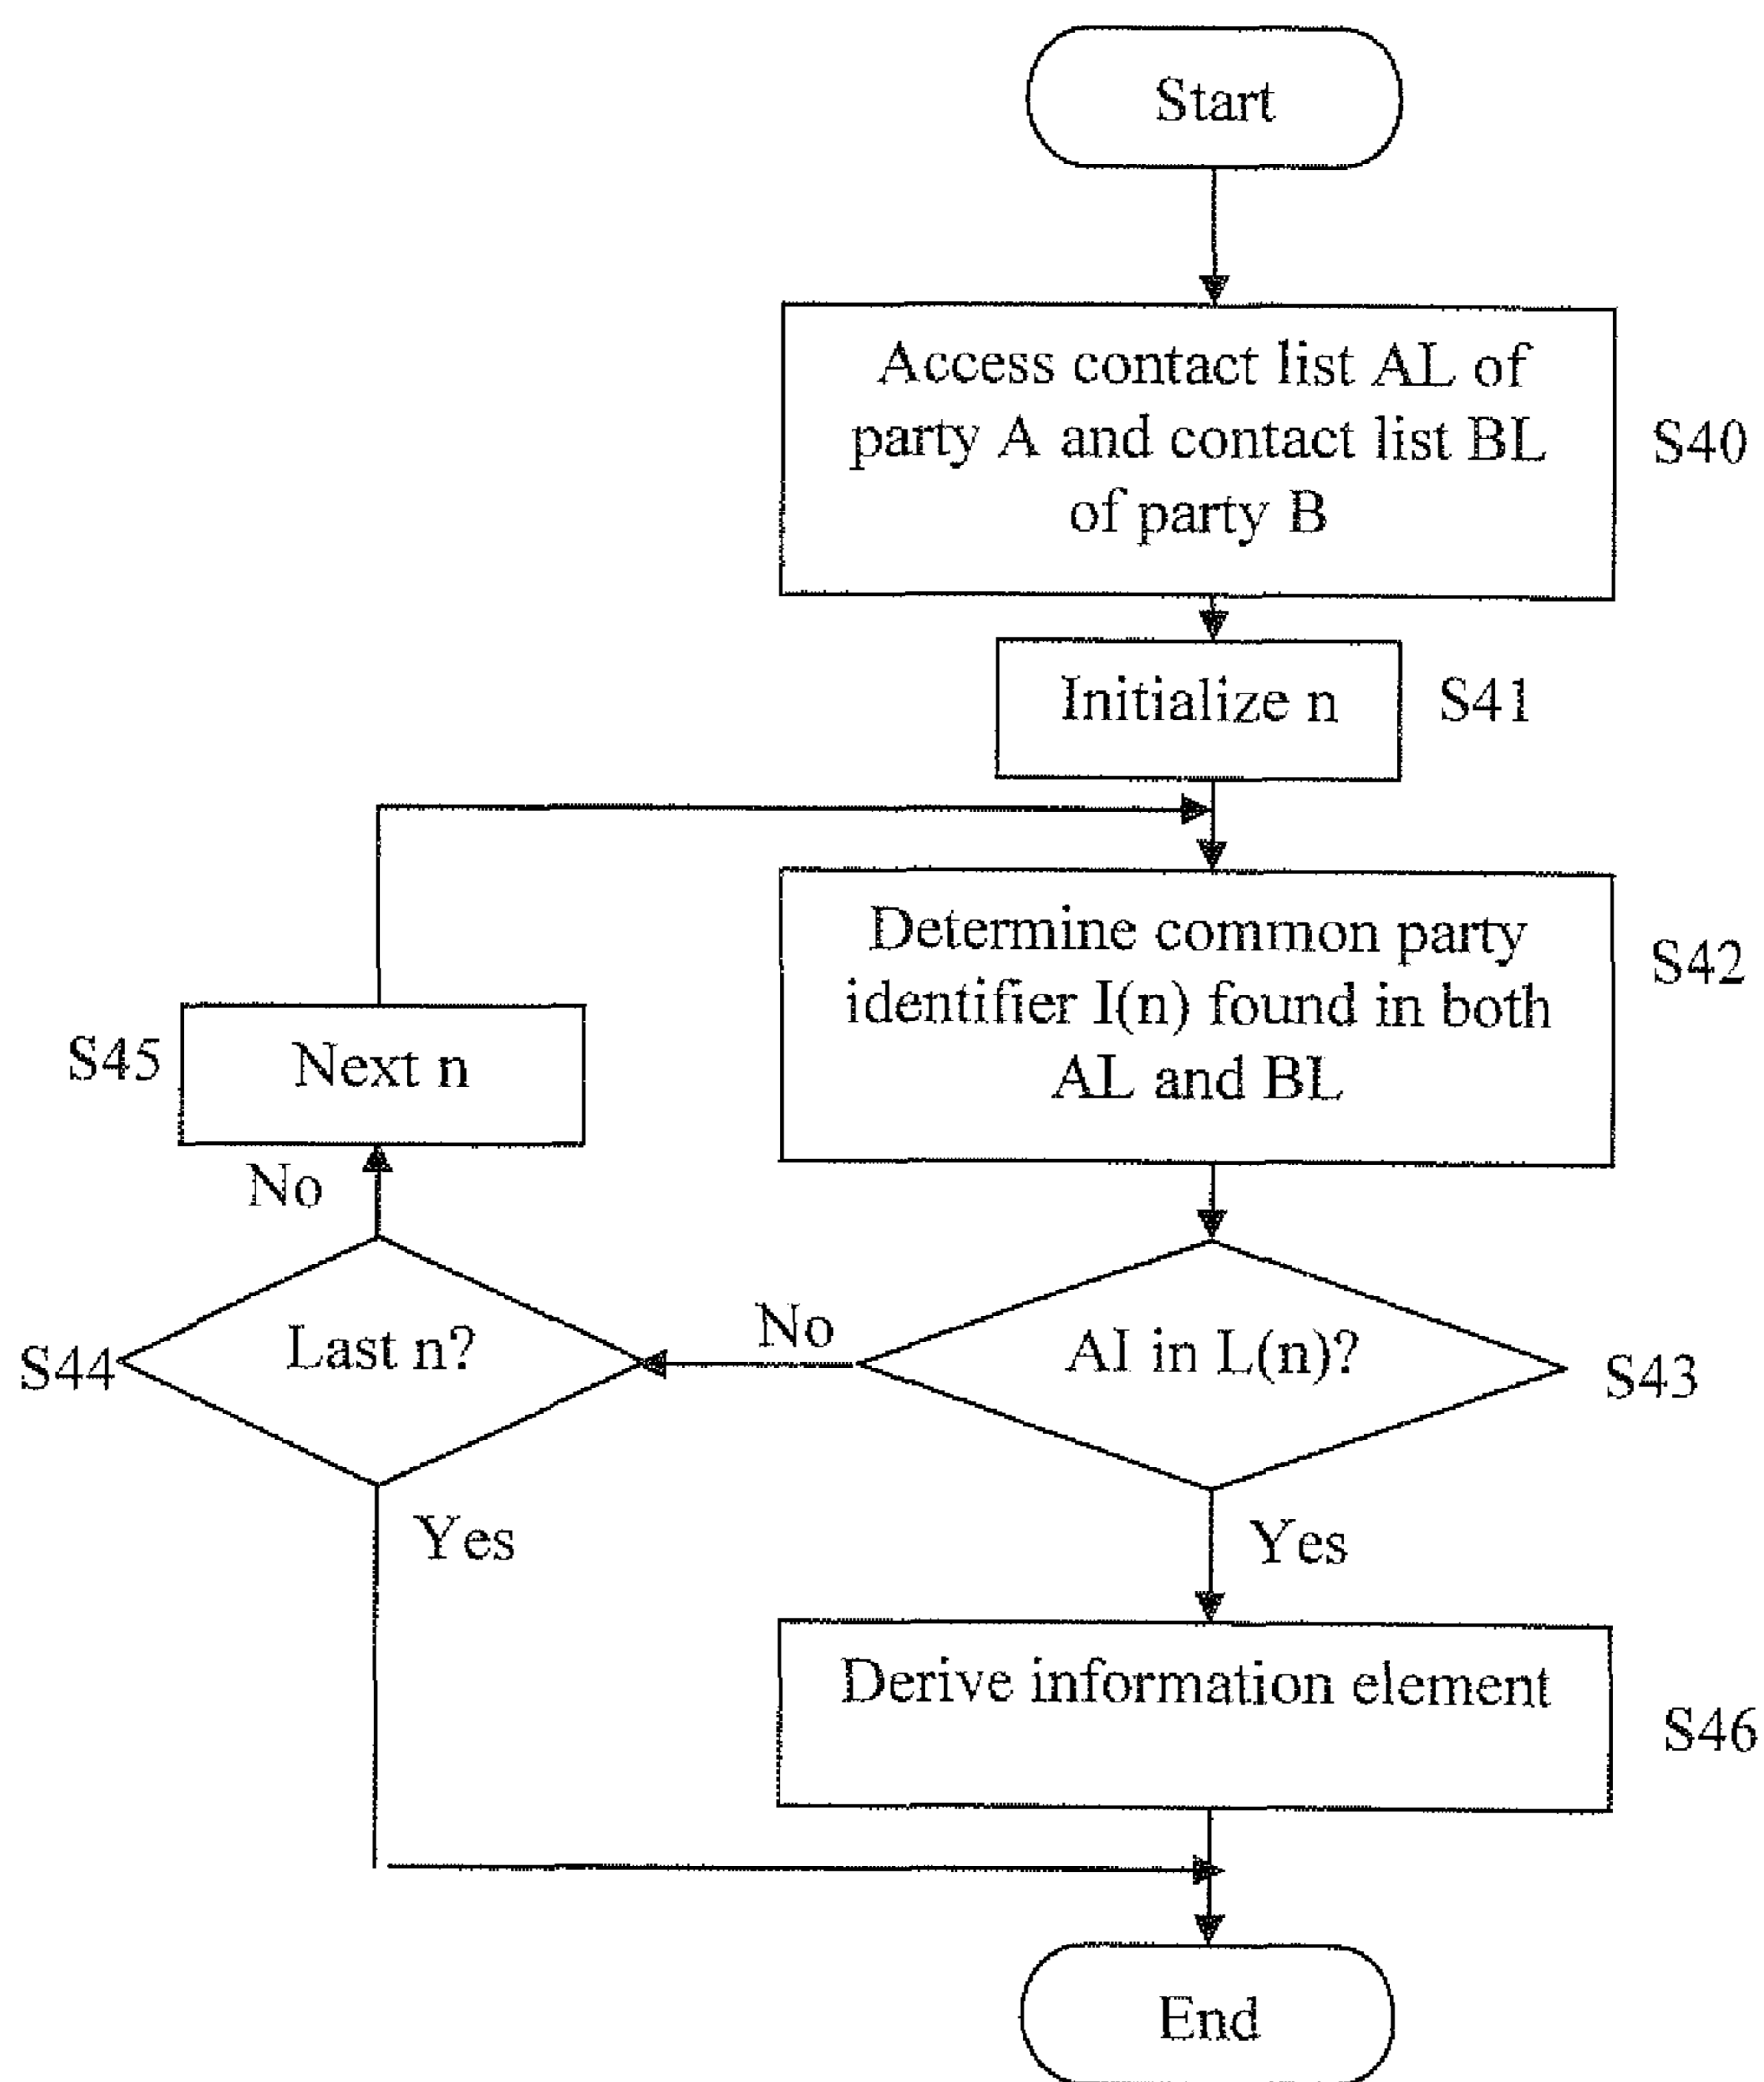 Start
Access contact list AL of
party A and contact list BL
of party B
S40
Initialize n
S41
Determine common party
identifier I(n) found in both
AL and BL
S42
S45
Next n
No
Last n?
S44
No
AI in L(n)?
S43
Yes
Yes
Derive information element
S46
End